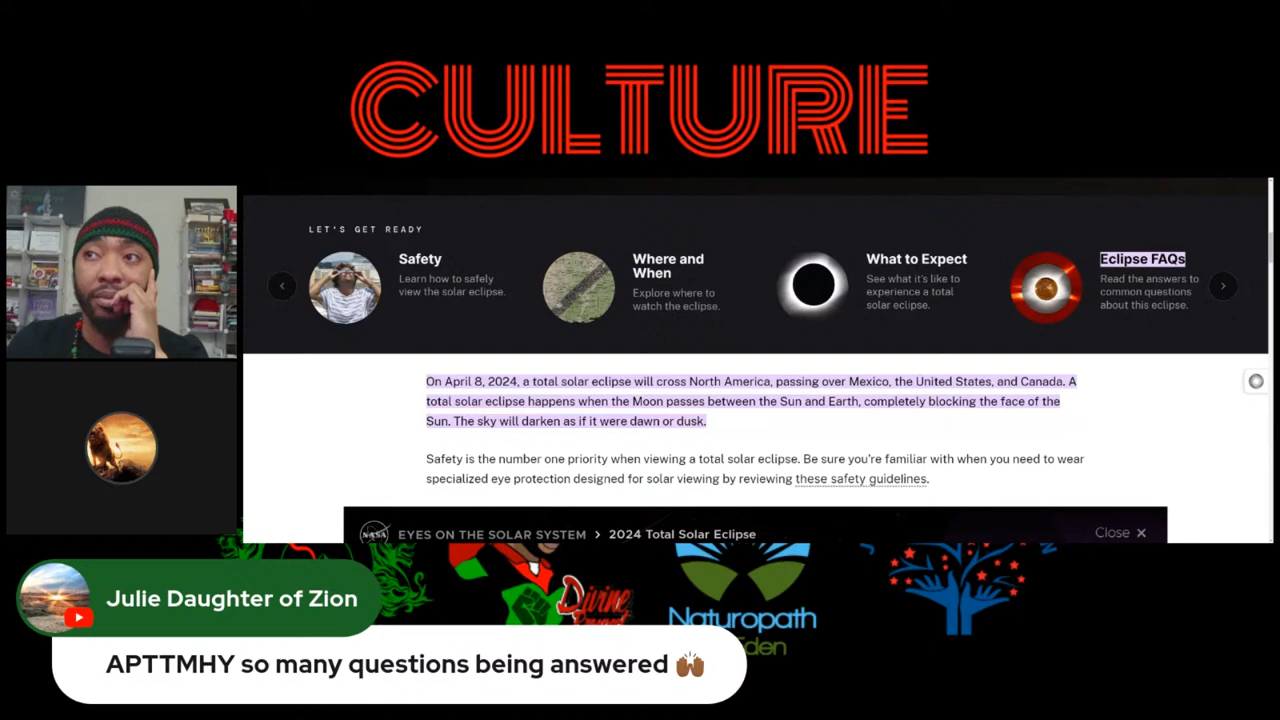 CULTURE
LET'S GET READY
Safety
Learn how to safely
view the solar eclipse.
Where and
When
Explore where to
watch the eclipse.
What to Expect
See what it's like to
experience a total
solar eclipse.
Eclipse FAQs
Read the answers to
common questions
about this eclipse.
On April 8, 2024, a total solar eclipse will cross North America, passing over Mexico, the United States, and Canada. A
total solar eclipse happens when the Moon passes between the Sun and Earth, completely blocking the face of the
Sun. The sky will darken as if it were dawn or dusk.
Safety is the number one priority when viewing a total solar eclipse. Be sure you're familiar with when you need to wear
specialized eye protection designed for solar viewing by reviewing these safety guidelines.
NASA EYES ON THE SOLAR SYSTEM > 2024 Total Solar Eclipse Close ×
Divine
Naturopath
Eden
Julie Daughter of Zion
APTTMHY so many questions being answered 🙌🏾